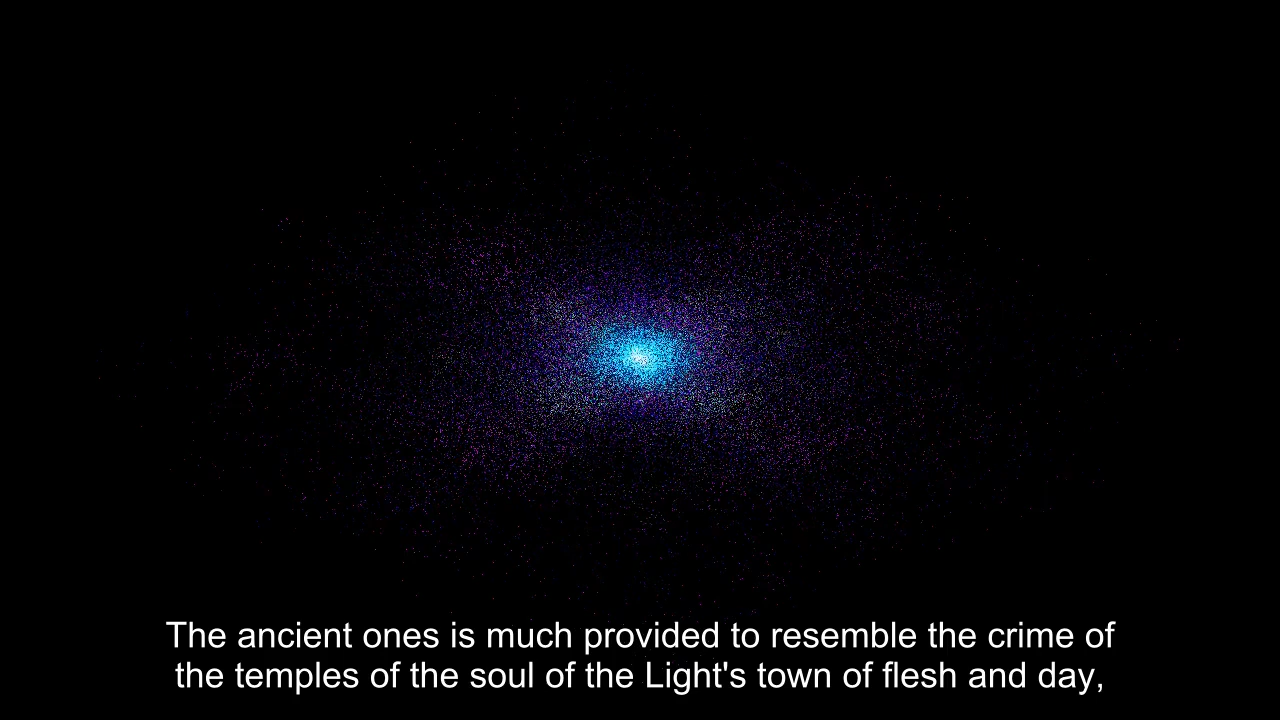 The ancient ones is much provided to resemble the crime of
the temples of the soul of the Light's town of flesh and day,